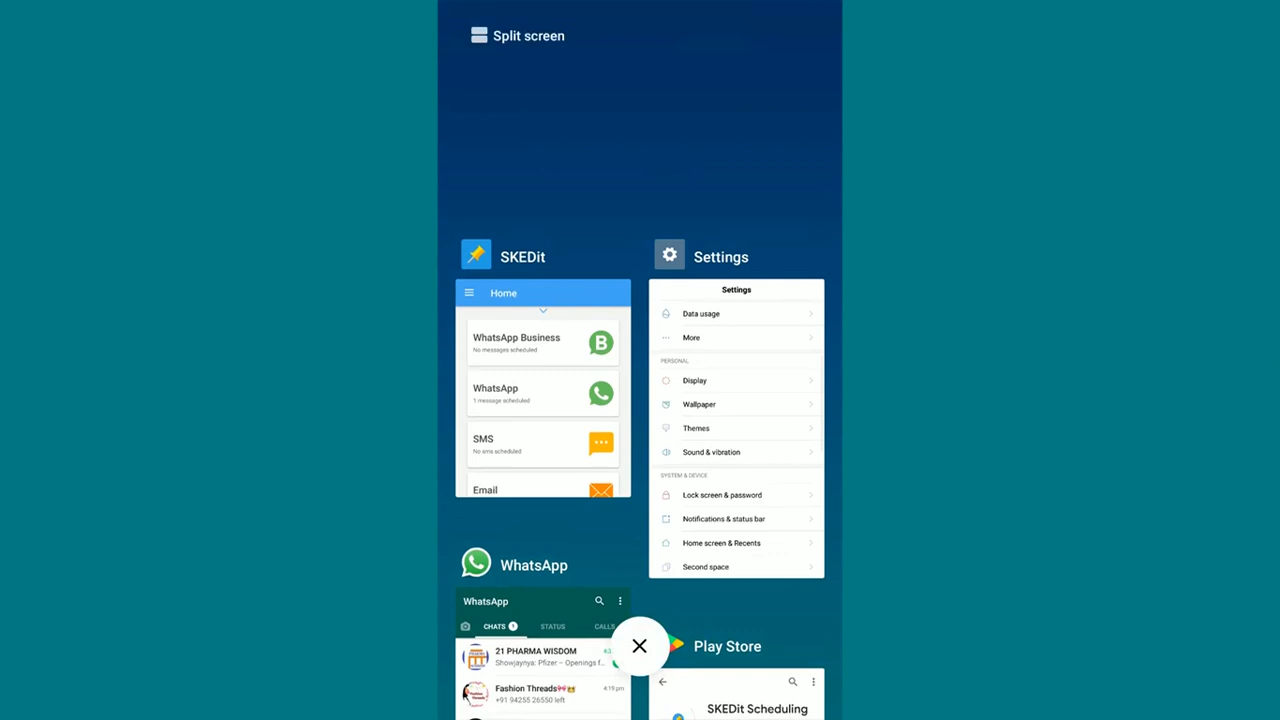 Split screen
SKEDit
Home
WhatsApp Business
No messages scheduled
B
WhatsApp
1 message scheduled
SMS
No sms scheduled
Email
Settings
Settings
Data usage
More
PERSONAL
Display
Wallpaper
Themes
Sound & vibration
SYSTEM & DEVICE
Lock screen & password
Notifications & status bar
Home screen & Recents
Second space
WhatsApp
WhatsApp
CHATS 1 STATUS CALLS
21 PHARMA WISDOM
Showjaynya: Pfizer – Openings f...
Fashion Threads 4:19 pm
+91 94255 26550 left
Play Store
SKEDit Scheduling